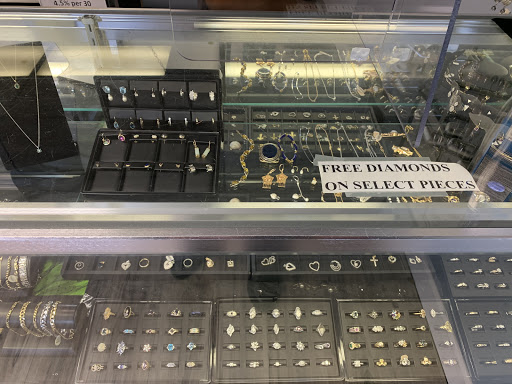 4.5% per 30
FREE DIAMONDS
ON SELECT PIECES